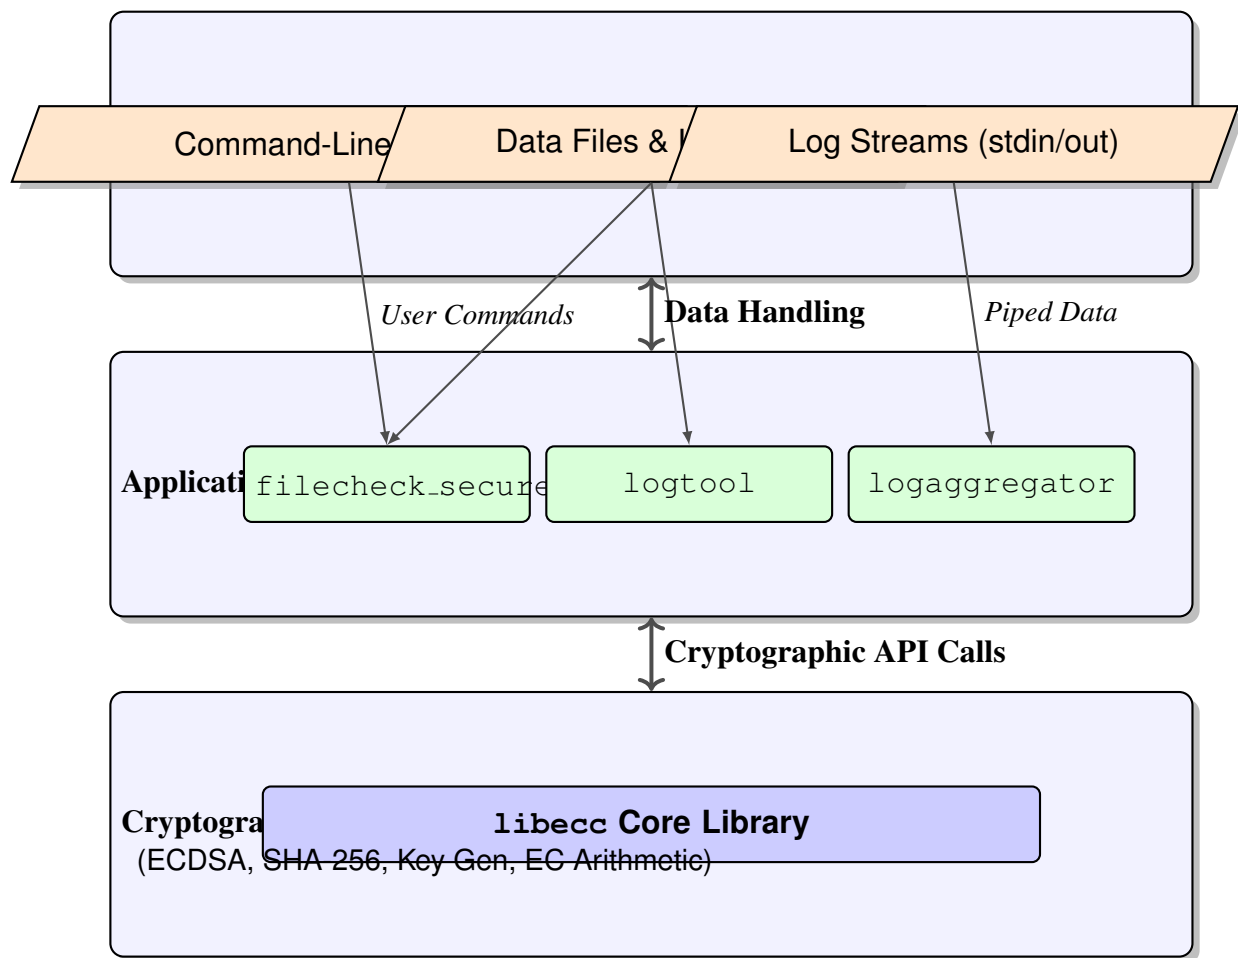 Command-Line
Data Files &
Log Streams (stdin/out)
User Commands
Data Handling
Piped Data
Applicati
filecheck_secure
logtool
logaggregator
Cryptographic API Calls
Cryptogra
libecc Core Library
(ECDSA, SHA-256, Key Gen, EC Arithmetic)